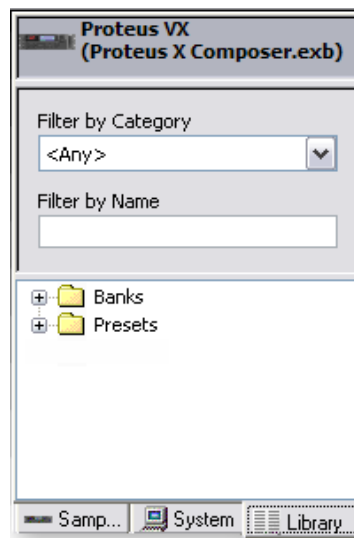 Proteus VX
(Proteus X Composer.exb)
Filter by Category
<Any>
Filter by Name
Banks
Presets
Samp... System Library